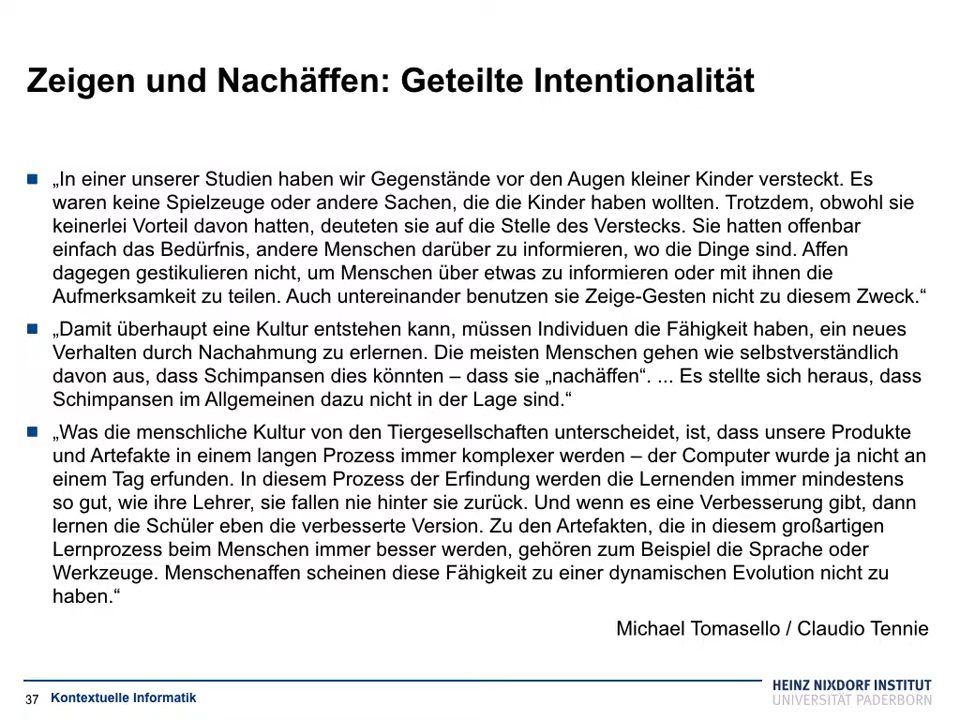 Zeigen und Nachäffen: Geteilte Intentionalität
„In einer unserer Studien haben wir Gegenstände vor den Augen kleiner Kinder versteckt. Es
waren keine Spielzeuge oder andere Sachen, die die Kinder haben wollten. Trotzdem, obwohl sie
keinerlei Vorteil davon hatten, deuteten sie auf die Stelle des Verstecks. Sie hatten offenbar
einfach das Bedürfnis, andere Menschen darüber zu informieren, wo die Dinge sind. Affen
dagegen gestikulieren nicht, um Menschen über etwas zu informieren oder mit ihnen die
Aufmerksamkeit zu teilen. Auch untereinander benutzen sie Zeige-Gesten nicht zu diesem Zweck.“
„Damit überhaupt eine Kultur entstehen kann, müssen Individuen die Fähigkeit haben, ein neues
Verhalten durch Nachahmung zu erlernen. Die meisten Menschen gehen wie selbstverständlich
davon aus, dass Schimpansen dies könnten – dass sie „nachäffen“. ... Es stellte sich heraus, dass
Schimpansen im Allgemeinen dazu nicht in der Lage sind.“
„Was die menschliche Kultur von den Tiergesellschaften unterscheidet, ist, dass unsere Produkte
und Artefakte in einem langen Prozess immer komplexer werden – der Computer wurde ja nicht an
einem Tag erfunden. In diesem Prozess der Erfindung werden die Lernenden immer mindestens
so gut, wie ihre Lehrer, sie fallen nie hinter sie zurück. Und wenn es eine Verbesserung gibt, dann
lernen die Schüler eben die verbesserte Version. Zu den Artefakten, die in diesem großartigen
Lernprozess beim Menschen immer besser werden, gehören zum Beispiel die Sprache oder
Werkzeuge. Menschenaffen scheinen diese Fähigkeit zu einer dynamischen Evolution nicht zu
haben.“
Michael Tomasello / Claudio Tennie
37 Kontextuelle Informatik
HEINZ NIXDORF INSTITUT
UNIVERSITÄT PADERBORN